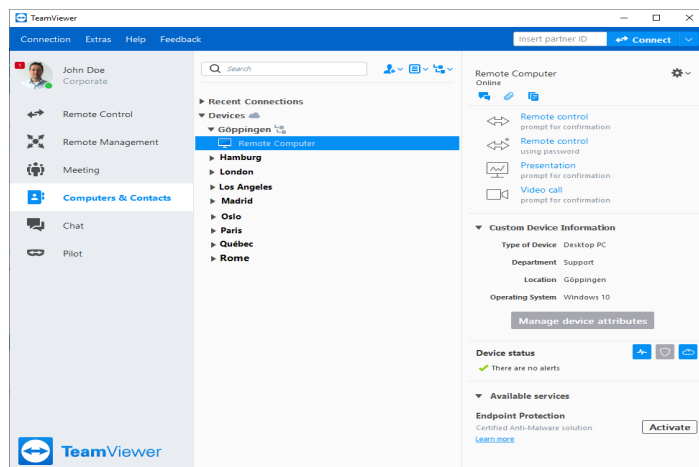 TeamViewer
Connection Extras Help Feedback
Insert partner ID
Connect
1
John Doe
Corporate
Remote Control
Remote Management
Meeting
Computers & Contacts
Chat
Pilot
TeamViewer
Search
Recent Connections
Devices
Göppingen
Remote Computer
Hamburg
London
Los Angeles
Madrid
Oslo
Paris
Québec
Rome
Remote Computer
Online
Remote control
prompt for confirmation
Remote control
using password
Presentation
prompt for confirmation
Video call
prompt for confirmation
Custom Device Information
Type of Device Desktop PC
Department Support
Location Göppingen
Operating System Windows 10
Manage device attributes
Device status
There are no alerts
Available services
Endpoint Protection
Certified Anti-Malware solution
Learn more
Activate